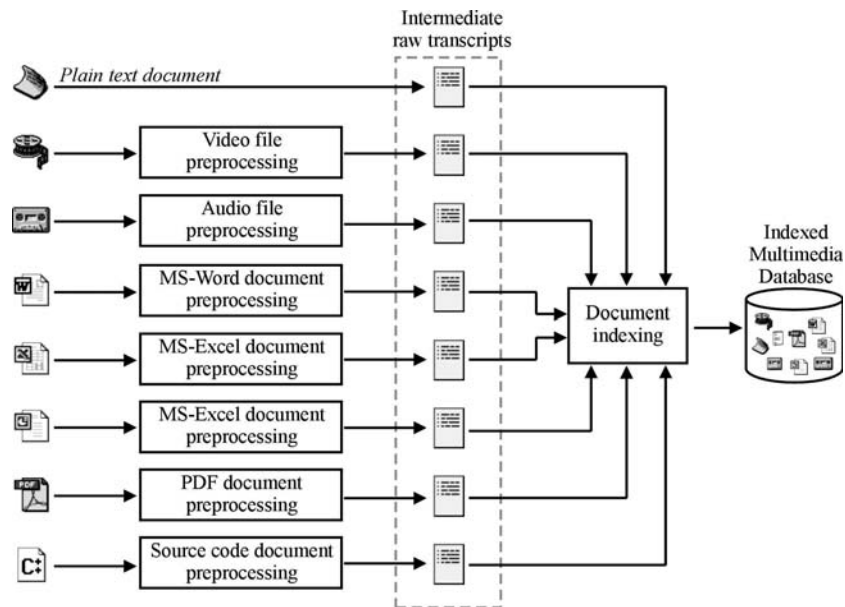 Intermediate
raw transcripts
Plain text document
Video file
preprocessing
Audio file
preprocessing
MS-Word document
preprocessing
MS-Excel document
preprocessing
MS-Excel document
preprocessing
PDF document
preprocessing
Source code document
preprocessing
Document
indexing
Indexed
Multimedia
Database
W
X
PDF
C++